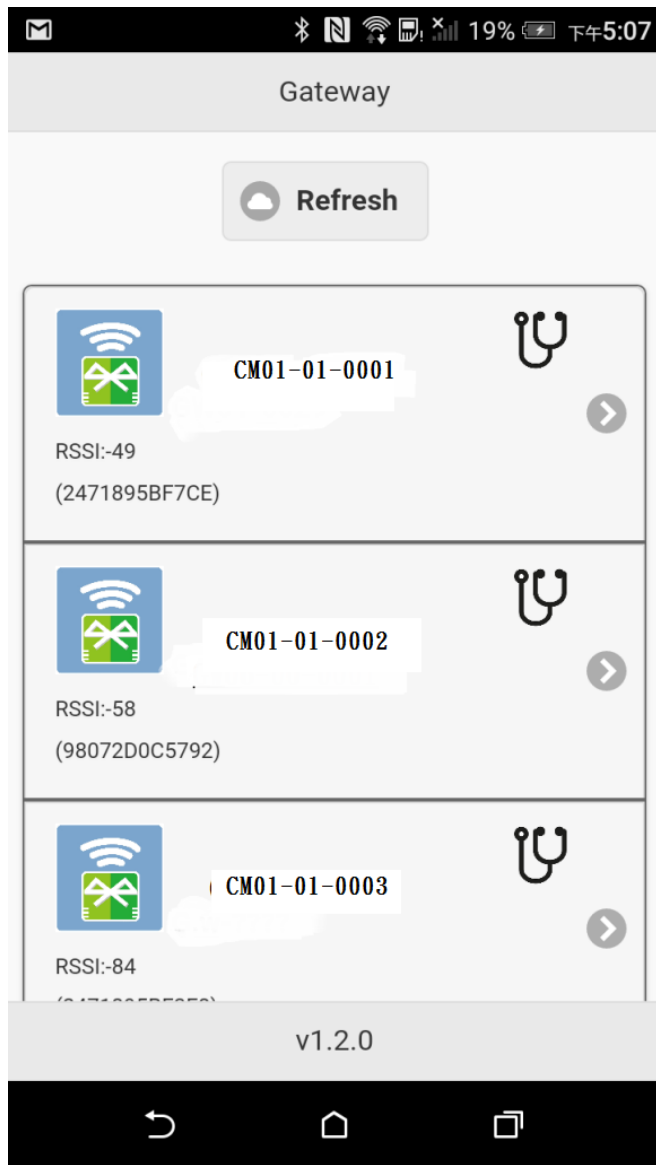 19% 下午5:07
Gateway
Refresh
CM01-01-0001
RSSI:-49
(2471895BF7CE)
CM01-01-0002
RSSI:-58
(98072D0C5792)
CM01-01-0003
RSSI:-84
v1.2.0